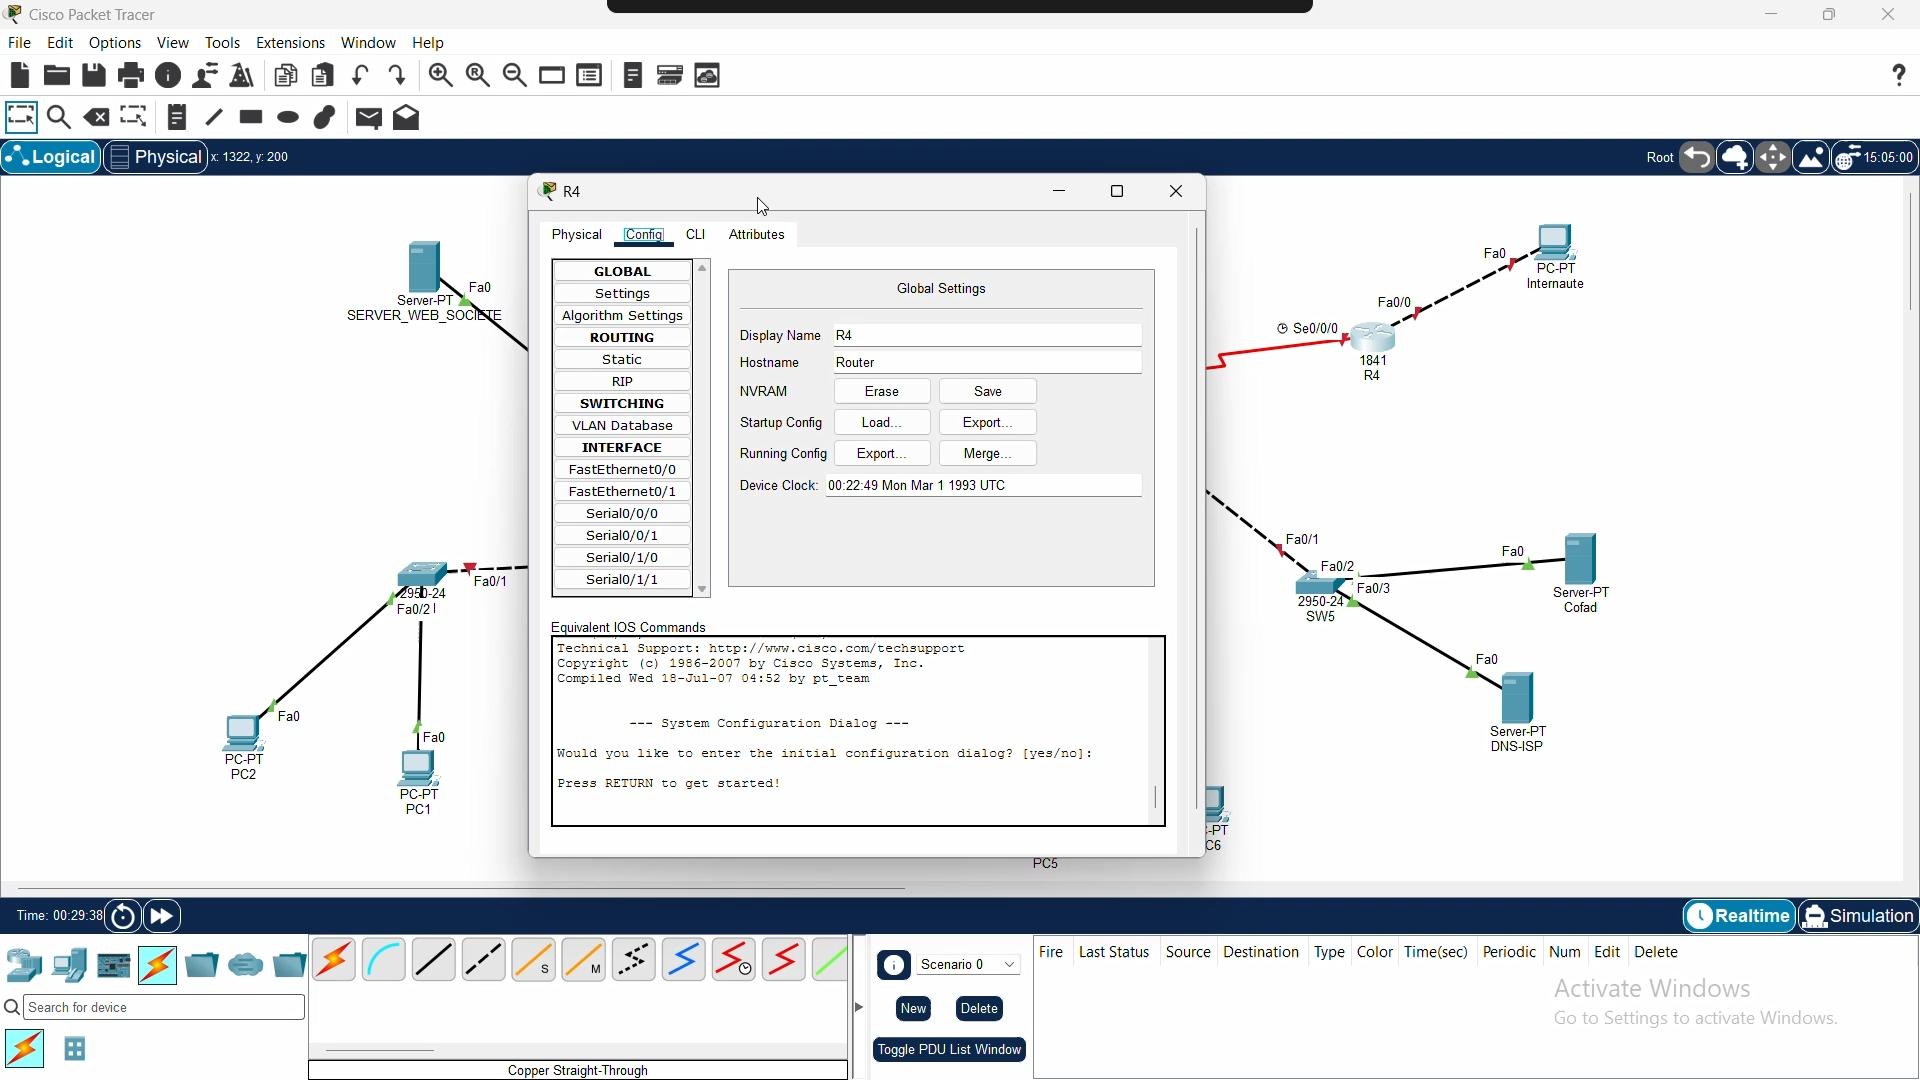 Cisco Packet Tracer
File Edit Options View Tools Extensions Window Help
Logical Physical x: 1322, y: 200 Root 15:05:00
R4
Physical Config CLI Attributes
GLOBAL
Settings
Algorithm Settings
ROUTING
Static
RIP
SWITCHING
VLAN Database
INTERFACE
FastEthernet0/0
FastEthernet0/1
Serial0/0/0
Serial0/0/1
Serial0/1/0
Serial0/1/1
Global Settings
Display Name R4
Hostname Router
NVRAM Erase Save
Startup Config Load... Export...
Running Config Export... Merge...
Device Clock: 00:22:49 Mon Mar 1 1993 UTC
Equivalent IOS Commands
Technical Support: http://www.cisco.com/techsupport
Copyright (c) 1986-2007 by Cisco Systems, Inc.
Compiled Wed 18-Jul-07 04:52 by pt_team
--- System Configuration Dialog ---
Would you like to enter the initial configuration dialog? [yes/no]:
Press RETURN to get started!
Fa0
Server-PT
SERVER_WEB_SOCIETE
Fa0/1
2950-24
Fa0/2
Fa0
PC-PT
PC2
Fa0
PC-PT
PC1
Fa0
PC-PT
Internaute
Fa0/0
Se0/0/0
1841
R4
Fa0/1
Fa0/2
Fa0/3
2950-24
SW5
Fa0
Server-PT
Cofad
Fa0
Server-PT
DNS-ISP
-PT
C6
PC5
Time: 00:29:38 Realtime Simulation
S M
Search for device
Copper Straight-Through
Scenario 0
New Delete
Toggle PDU List Window
Fire Last Status Source Destination Type Color Time(sec) Periodic Num Edit Delete
Activate Windows
Go to Settings to activate Windows.